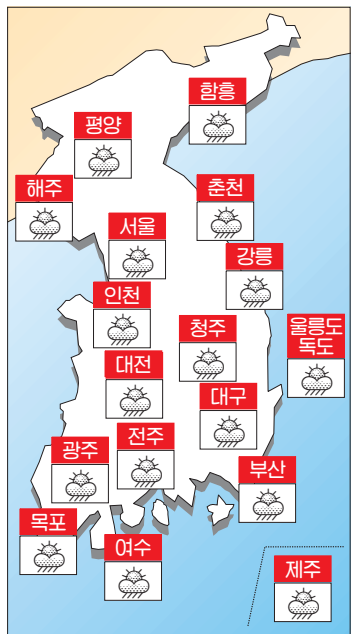 함흥
평양
해주
춘천
서울
강릉
인천
청주
울릉도
독도
대전
대구
전주
광주
부산
목포
여수
제주